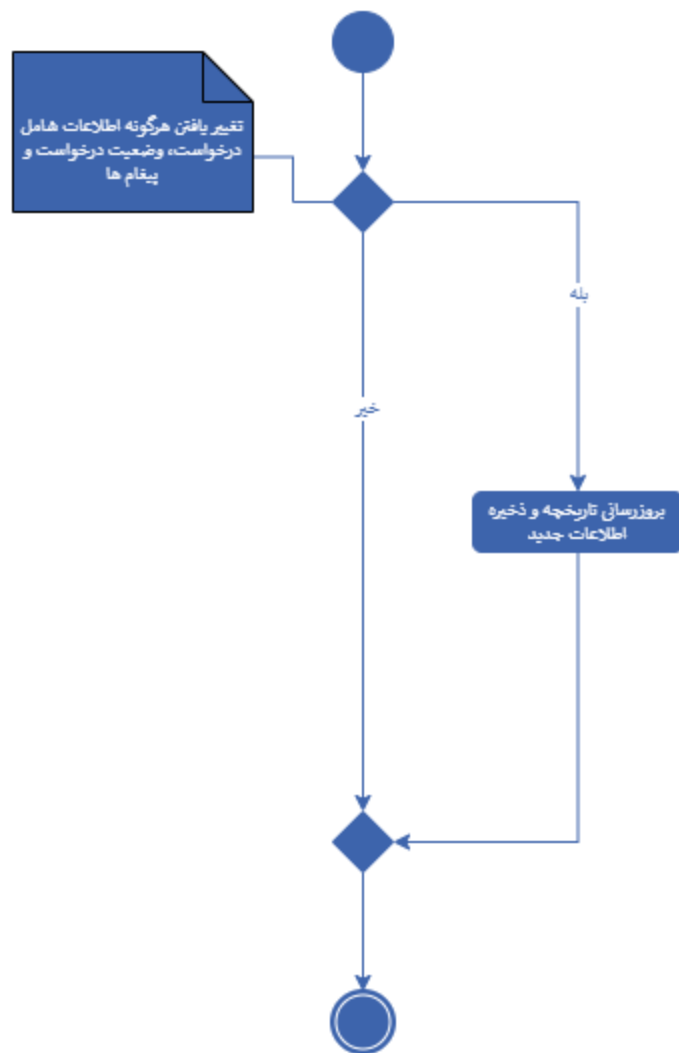 تغییر یافتن هرگونه اطلاعات شامل
درخواست، وضعیت درخواست و
پیغام ها
بله
خیر
بروزرسانی تاریخچه و ذخیره
اطلاعات جدید